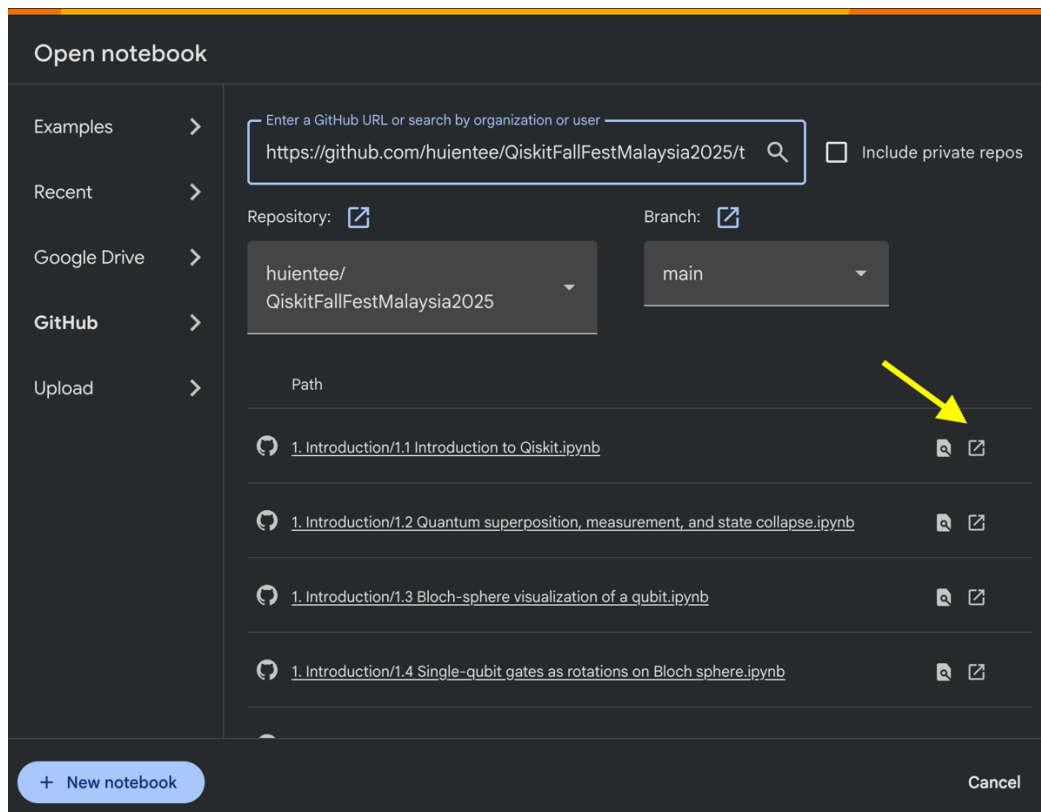 Open notebook
Examples
Recent
Google Drive
GitHub
Upload
Enter a GitHub URL or search by organization or user
https://github.com/huientee/QiskitFallFestMalaysia2025/t
Include private repos
Repository:
Branch:
huientee/
QiskitFallFestMalaysia2025
main
Path
1. Introduction/1.1 Introduction to Qiskit.ipynb
1. Introduction/1.2 Quantum superposition, measurement, and state collapse.ipynb
1. Introduction/1.3 Bloch-sphere visualization of a qubit.ipynb
1. Introduction/1.4 Single-qubit gates as rotations on Bloch sphere.ipynb
+ New notebook
Cancel